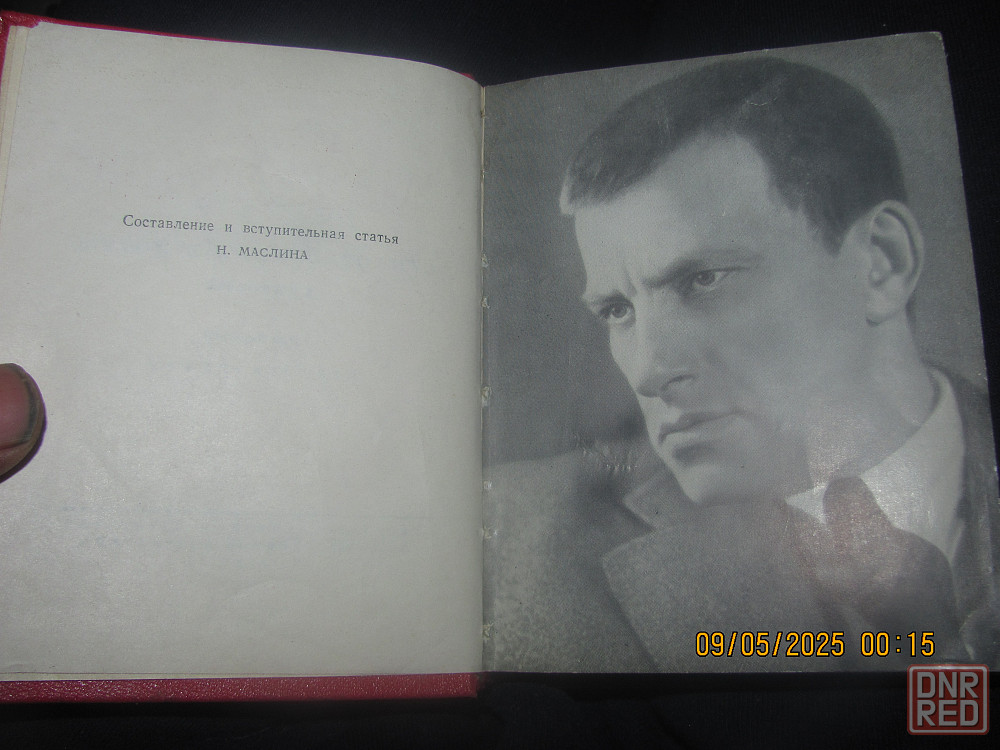 Составление и вступительная статья
Н. МАСЛИНА
09/05/2025 00:15
DNR
RED